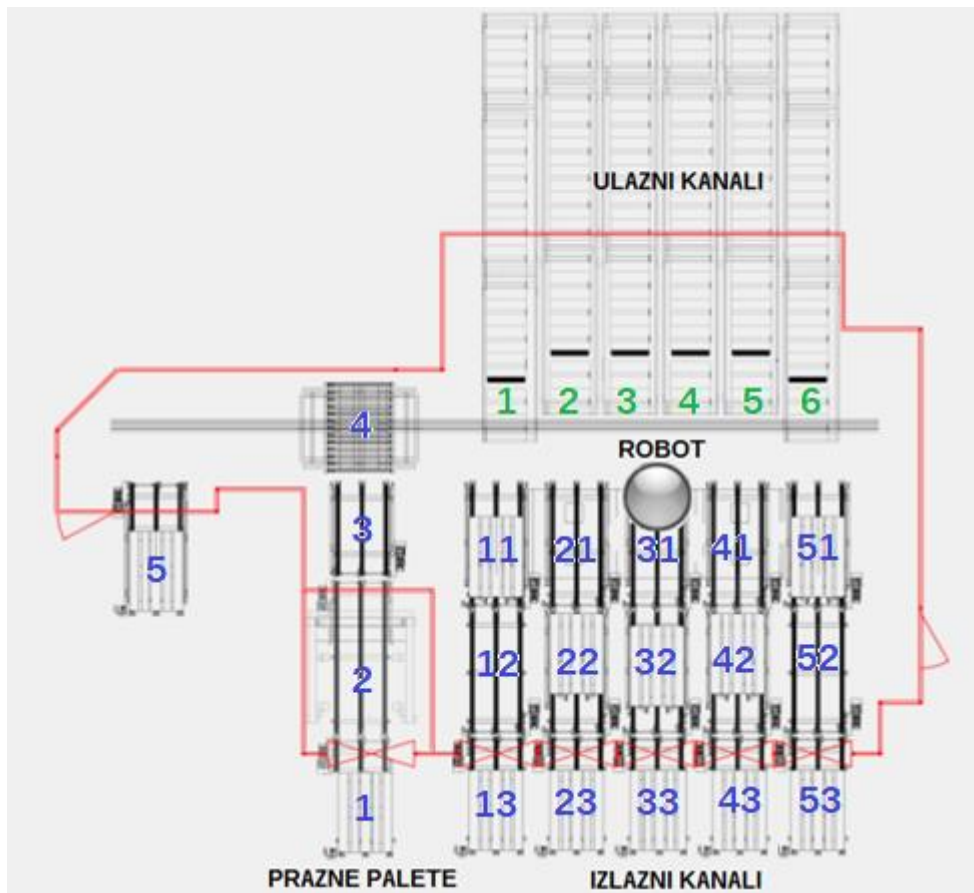 ULAZNI KANALI
1 2 3 4 5 6
4
ROBOT
3 11 21 31 41 51
5
2 12 22 32 42 52
1 13 23 33 43 53
PRAZNE PALETE IZLAZNI KANALI